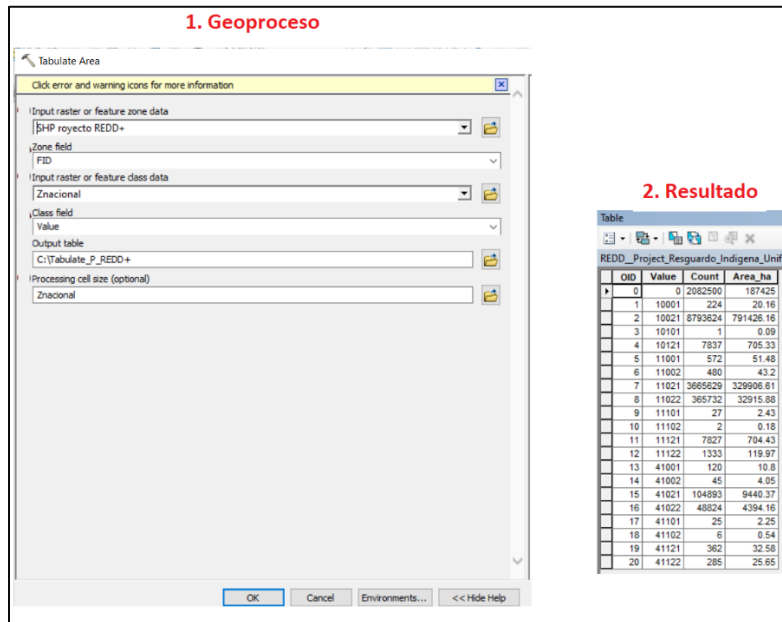 1. Geoproceso
Tabulate Area
Click error and warning icons for more information
Input raster or feature zone data
SHP royecto REDD+
Zone field
FID
Input raster or feature class data
Znacional
Class field
Value
Output table
C:\Tabulate_P_REDD+
Processing cell size (optional)
Znacional
OK Cancel Environments... << Hide Help
2. Resultado
Table
REDD__Project_Resguardo_Indigena_Unif
OID Value Count Area_ha
0 0 2082500 187425
1 10001 224 20.16
2 10021 8793624 791426.16
3 10101 1 0.09
4 10121 7837 705.33
5 11001 572 51.48
6 11002 480 43.2
7 11021 3665629 329906.61
8 11022 365732 32915.88
9 11101 27 2.43
10 11102 2 0.18
11 11121 7827 704.43
12 11122 1333 119.97
13 41001 120 10.8
14 41002 45 4.05
15 41021 104893 9440.37
16 41022 48824 4394.16
17 41101 25 2.25
18 41102 6 0.54
19 41121 362 32.58
20 41122 285 25.65